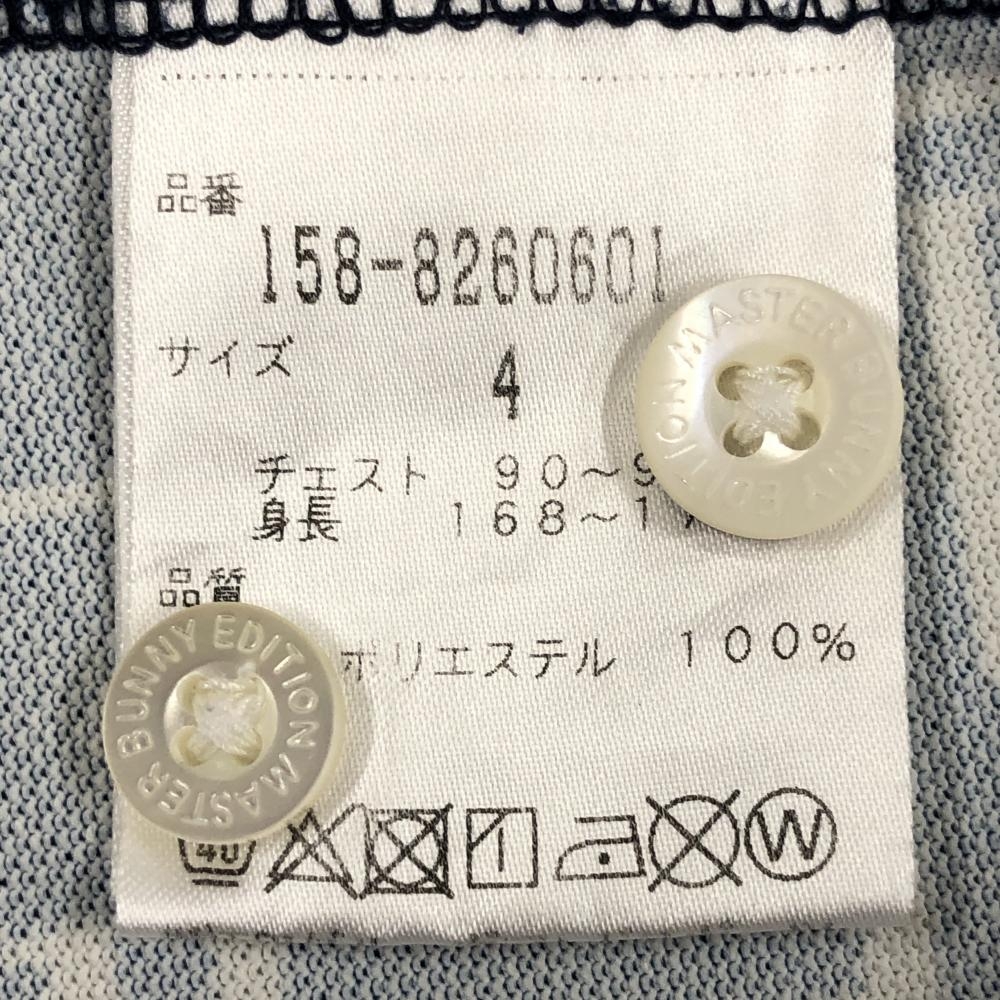 品番
158-8260601
サイズ
4
チェスト 90～9
身長 168～1
品質
ポリエステル 100%
40
W
MASTER BUNNY EDITION
MASTER BUNNY EDITION